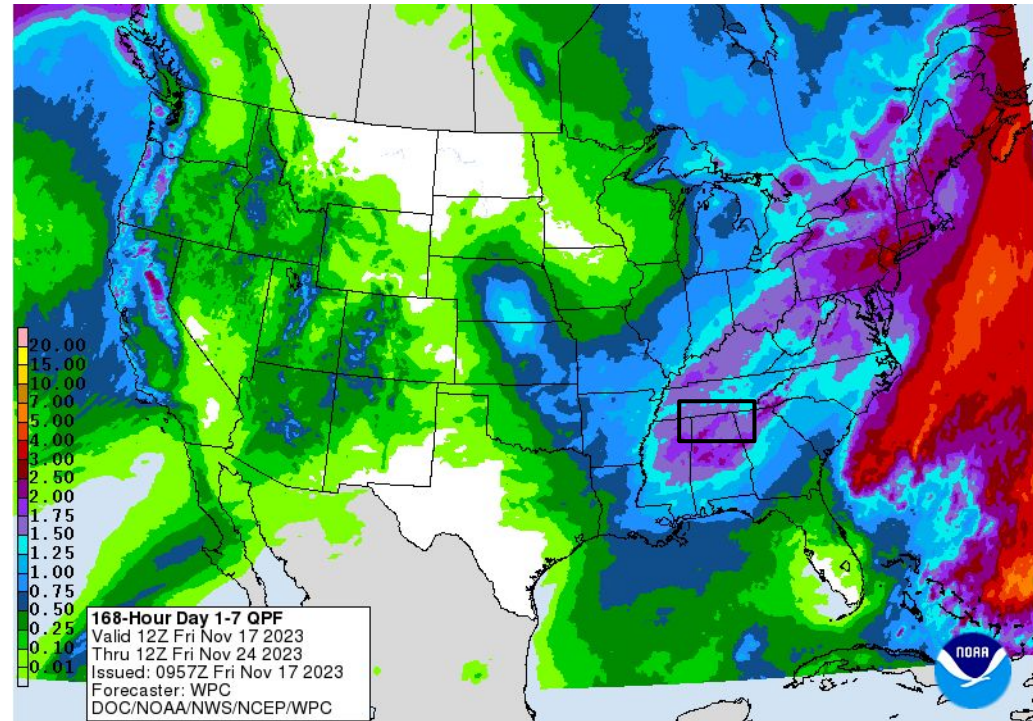 20.00
15.00
10.00
7.00
5.00
4.00
3.00
2.50
2.00
1.75
1.50
1.25
1.00
0.75
0.50
0.25
0.10
0.01
168-Hour Day 1-7 QPF
Valid 12Z Fri Nov 17 2023
Thru 12Z Fri Nov 24 2023
Issued: 0957Z Fri Nov 17 2023
Forecaster: WPC
DOC/NOAA/NWS/NCEP/WPC
NOAA